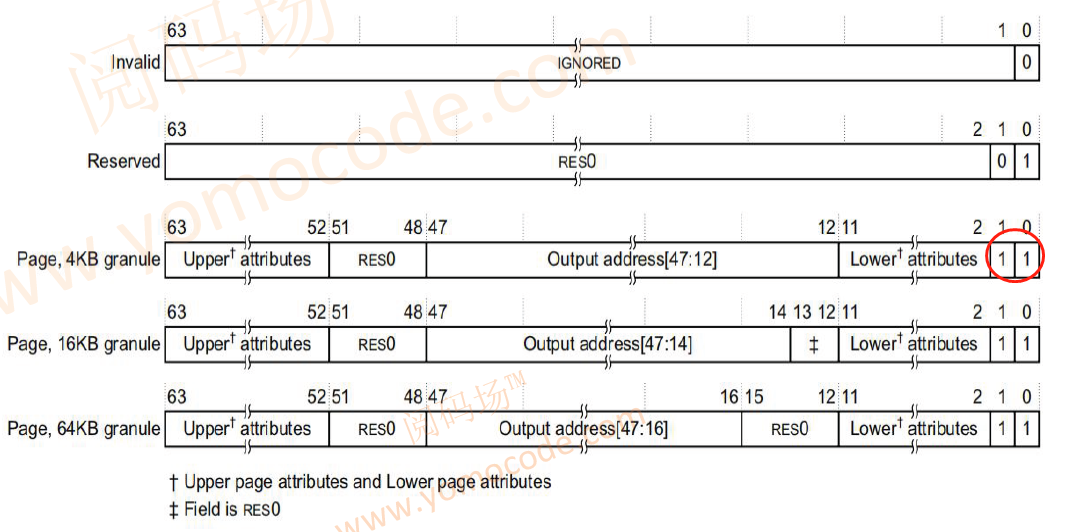 63 1 0
Invalid IGNORED 0
63 2 1 0
Reserved RES0 0 1
63 52 51 48 47 12 11 2 1 0
Page, 4KB granule Upper† attributes RES0 Output address[47:12] Lower† attributes 1 1
63 52 51 48 47 14 13 12 11 2 1 0
Page, 16KB granule Upper† attributes RES0 Output address[47:14] ‡ Lower† attributes 1 1
63 52 51 48 47 16 15 12 11 2 1 0
Page, 64KB granule Upper† attributes RES0 Output address[47:16] RES0 Lower† attributes 1 1
† Upper page attributes and Lower page attributes
‡ Field is RES0
阅码场
www.yomocode.com
阅码场™
www.yomocode.com